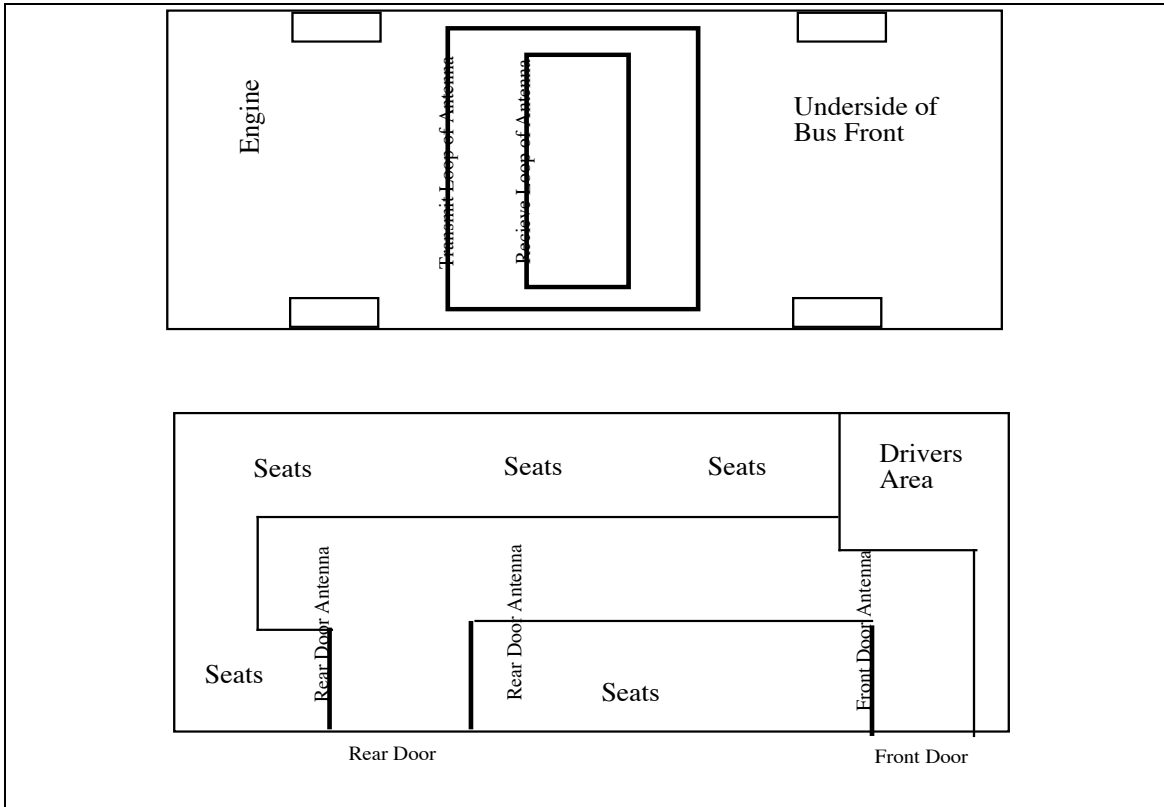 Engine
Transmit Loop of Antenna
Recieve Loop of Antenna
Underside of
Bus Front
Seats
Seats
Seats
Drivers
Area
Rear Door Antenna
Rear Door Antenna
Front Door Antenna
Seats
Seats
Rear Door
Front Door